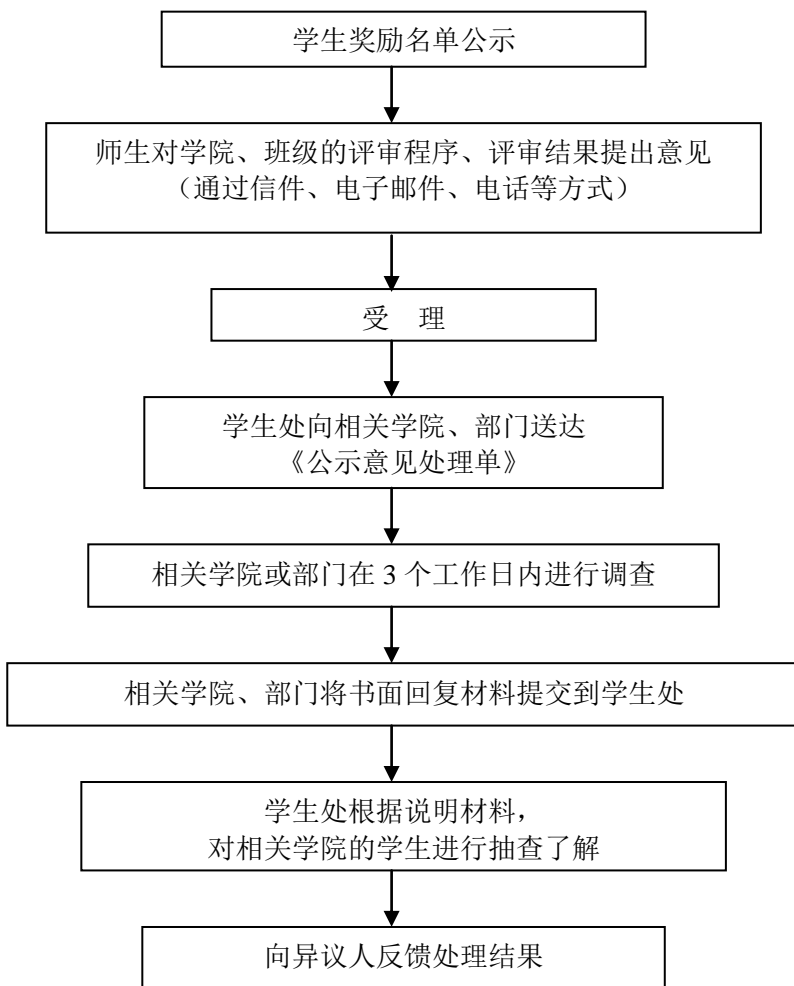 学生奖励名单公示
师生对学院、班级的评审程序、评审结果提出意见
（通过信件、电子邮件、电话等方式）
受　理
学生处向相关学院、部门送达
《公示意见处理单》
相关学院或部门在 3 个工作日内进行调查
相关学院、部门将书面回复材料提交到学生处
学生处根据说明材料，
对相关学院的学生进行抽查了解
向异议人反馈处理结果